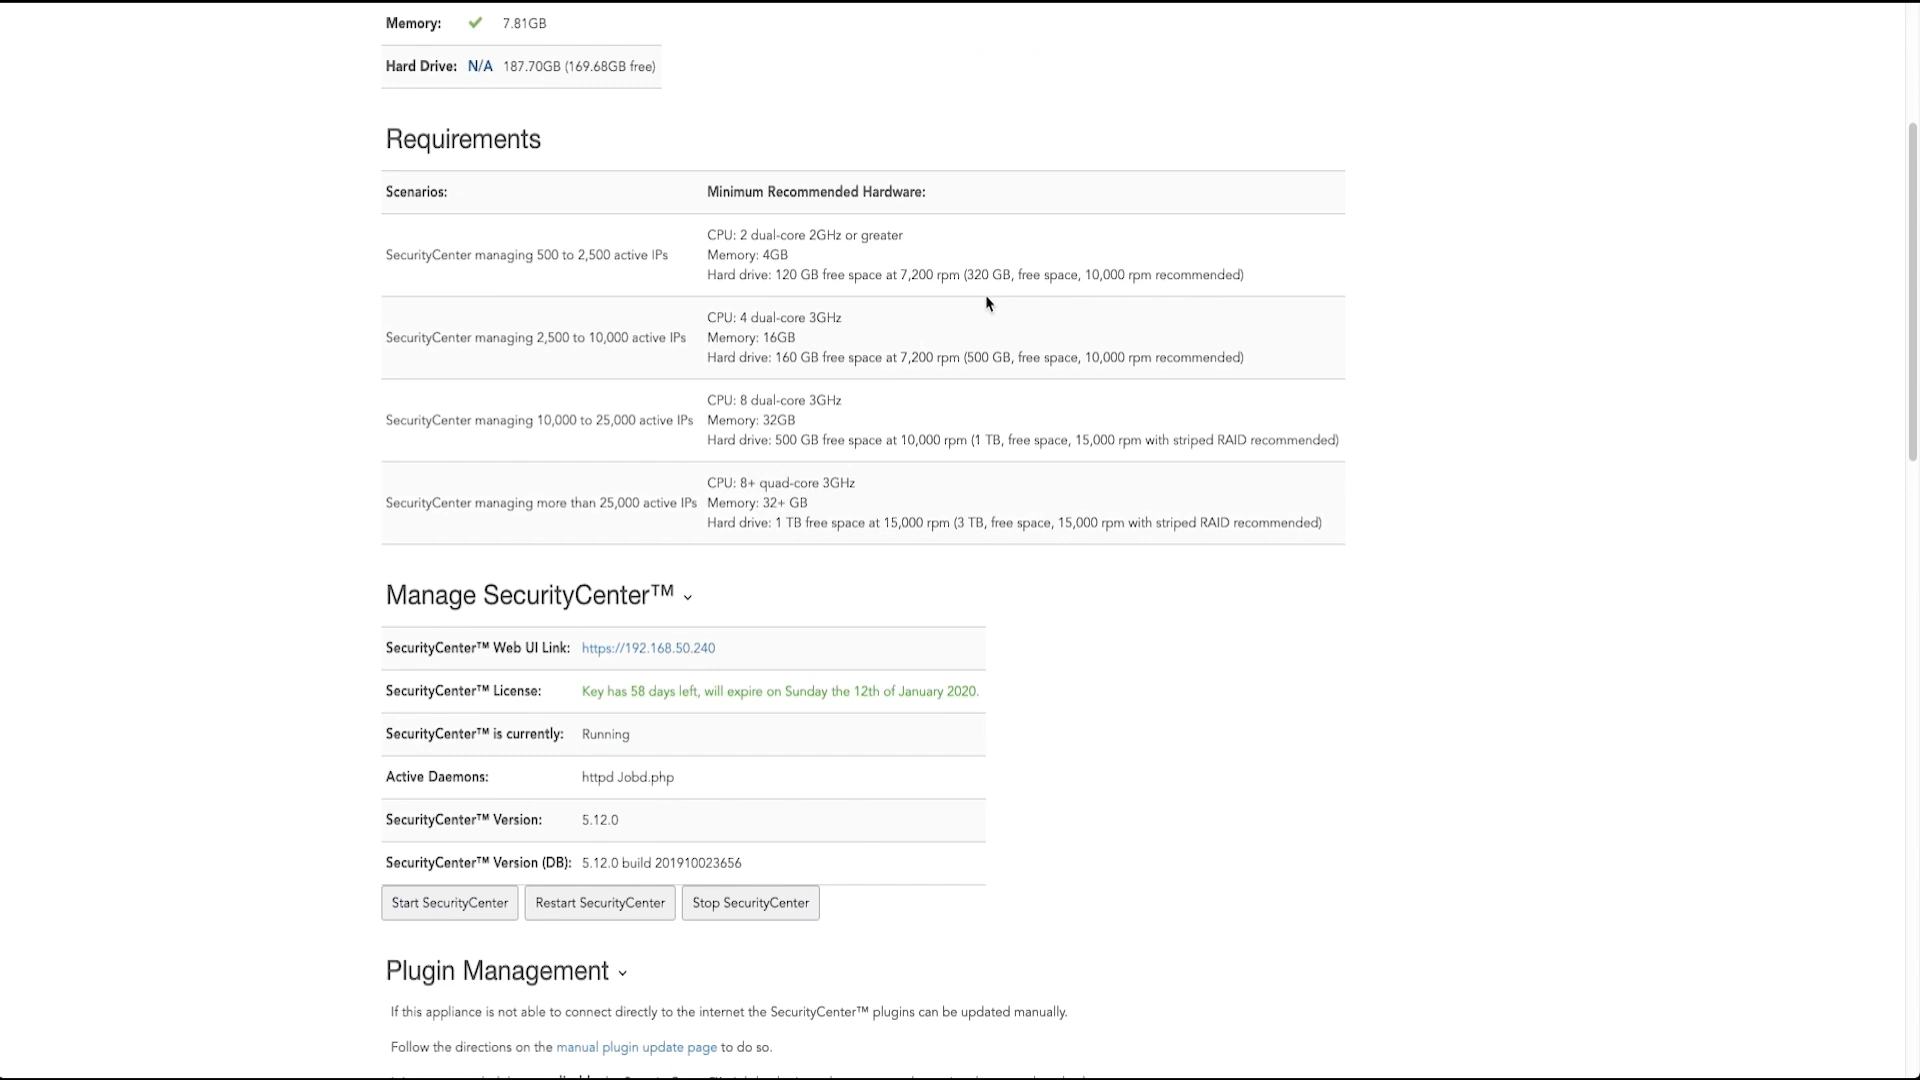 Memory: 7.81GB
Hard Drive: N/A 187.70GB (169.68GB free)
Requirements
Scenarios: Minimum Recommended Hardware:
SecurityCenter managing 500 to 2,500 active IPs
CPU: 2 dual-core 2GHz or greater
Memory: 4GB
Hard drive: 120 GB free space at 7,200 rpm (320 GB, free space, 10,000 rpm recommended)
SecurityCenter managing 2,500 to 10,000 active IPs
CPU: 4 dual-core 3GHz
Memory: 16GB
Hard drive: 160 GB free space at 7,200 rpm (500 GB, free space, 10,000 rpm recommended)
SecurityCenter managing 10,000 to 25,000 active IPs
CPU: 8 dual-core 3GHz
Memory: 32GB
Hard drive: 500 GB free space at 10,000 rpm (1 TB, free space, 15,000 rpm with striped RAID recommended)
SecurityCenter managing more than 25,000 active IPs
CPU: 8+ quad-core 3GHz
Memory: 32+ GB
Hard drive: 1 TB free space at 15,000 rpm (3 TB, free space, 15,000 rpm with striped RAID recommended)
Manage SecurityCenter™
SecurityCenter™ Web UI Link: https://192.168.50.240
SecurityCenter™ License: Key has 58 days left, will expire on Sunday the 12th of January 2020.
SecurityCenter™ is currently: Running
Active Daemons: httpd Jobd.php
SecurityCenter™ Version: 5.12.0
SecurityCenter™ Version (DB): 5.12.0 build 201910023656
Start SecurityCenter Restart SecurityCenter Stop SecurityCenter
Plugin Management
If this appliance is not able to connect directly to the internet the SecurityCenter™ plugins can be updated manually.
Follow the directions on the manual plugin update page to do so.